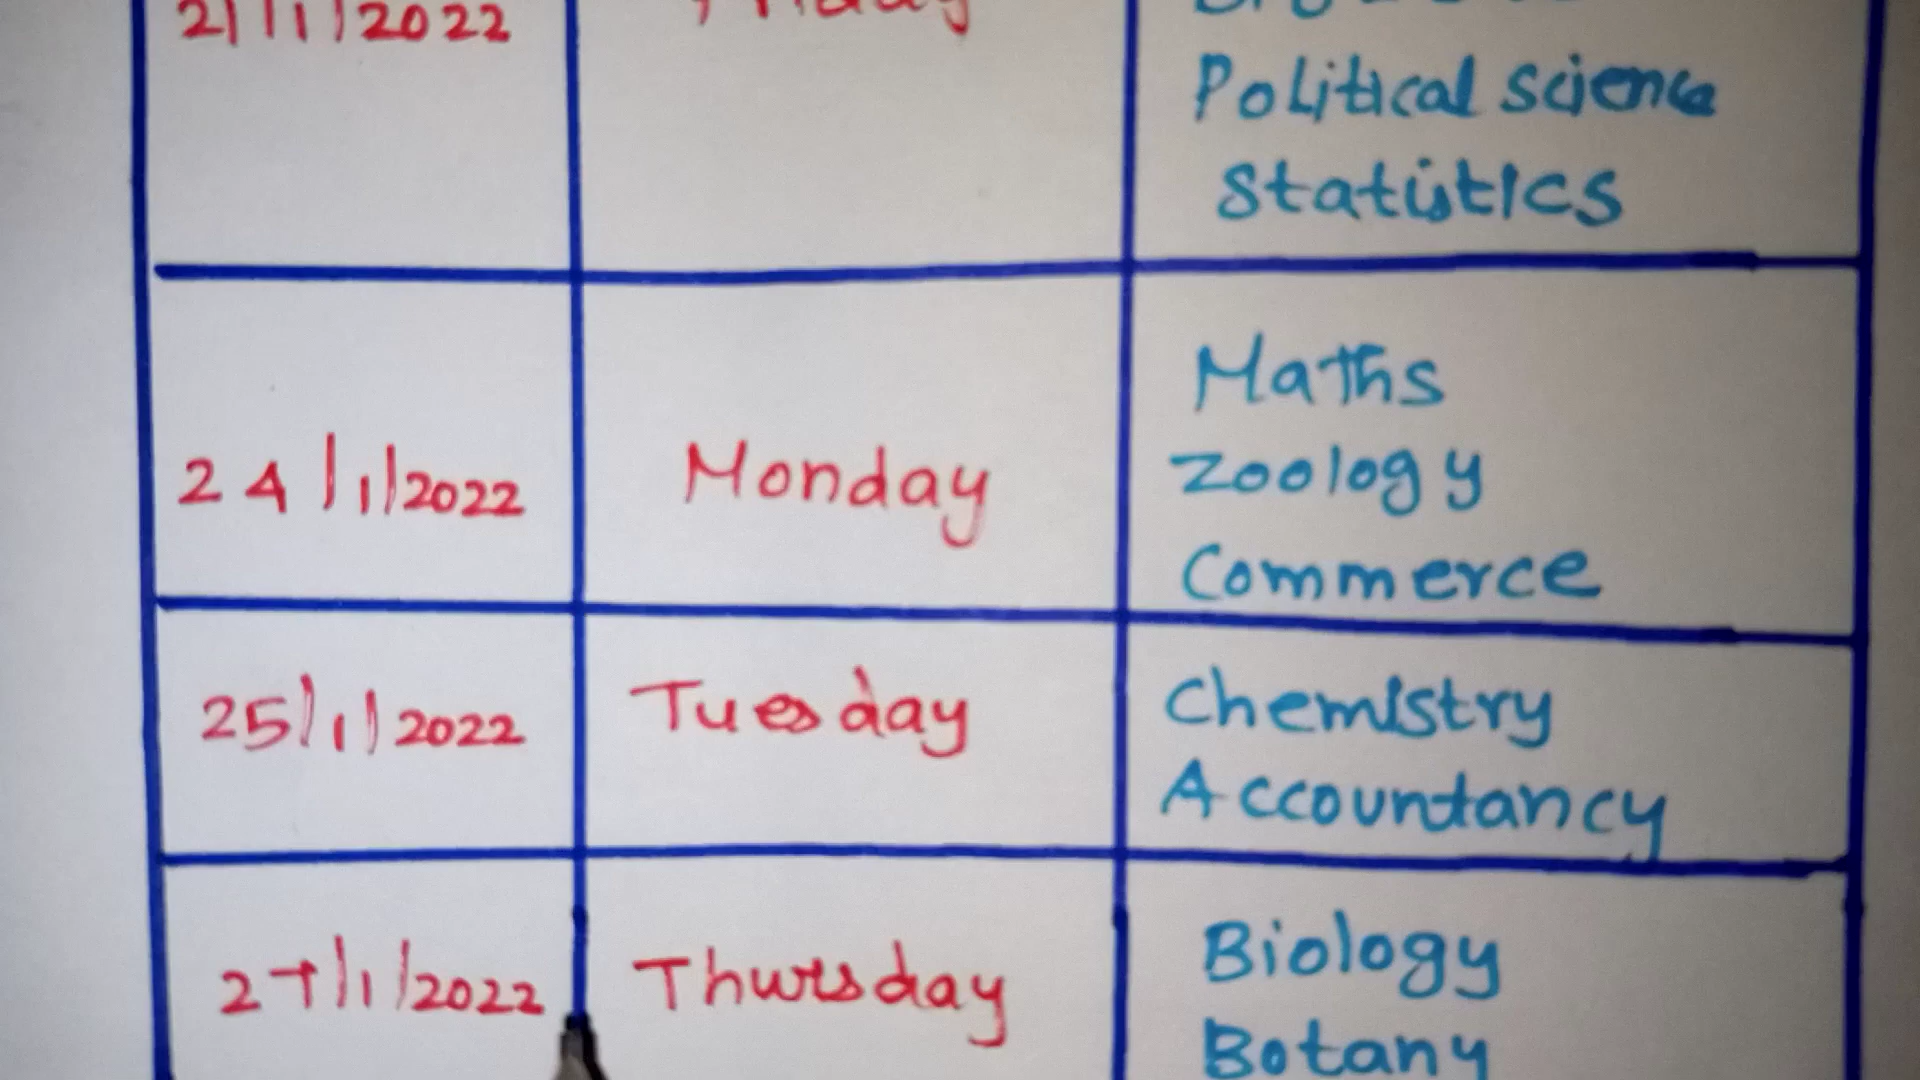 21/1/2022 Friday
Political science
Statistics
Maths
24/1/2022 Monday Zoology
Commerce
25/1/2022 Tuesday Chemistry
Accountancy
27/1/2022 Thursday Biology
Botany